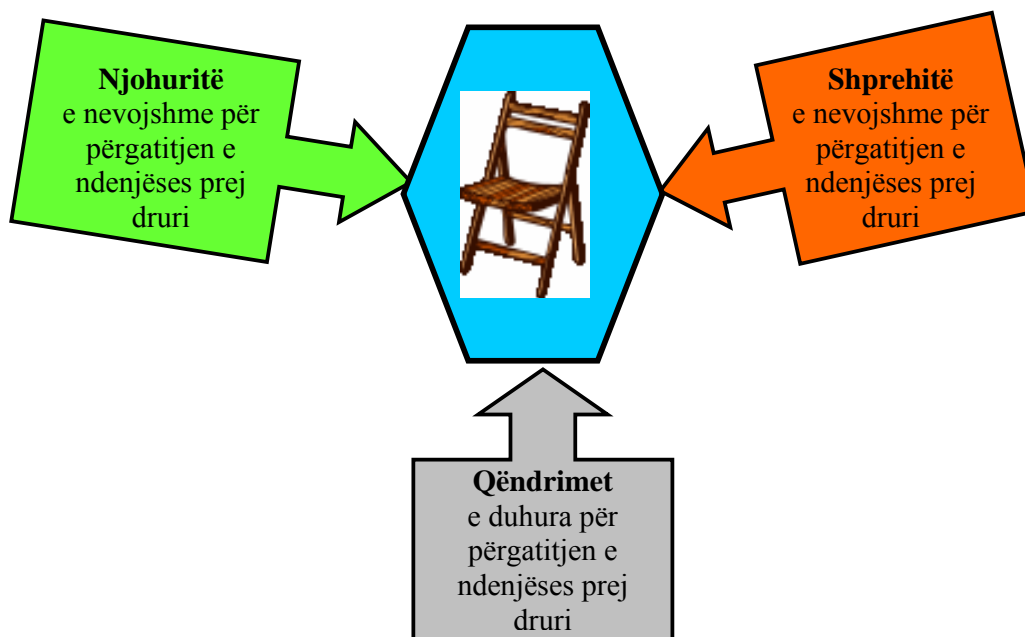 Njohuritë
e nevojshme për
përgatitjen e
ndenjëses prej
druri
Shprehitë
e nevojshme për
përgatitjen e
ndenjëses prej
druri
Qëndrimet
e duhura për
përgatitjen e
ndenjëses prej
druri